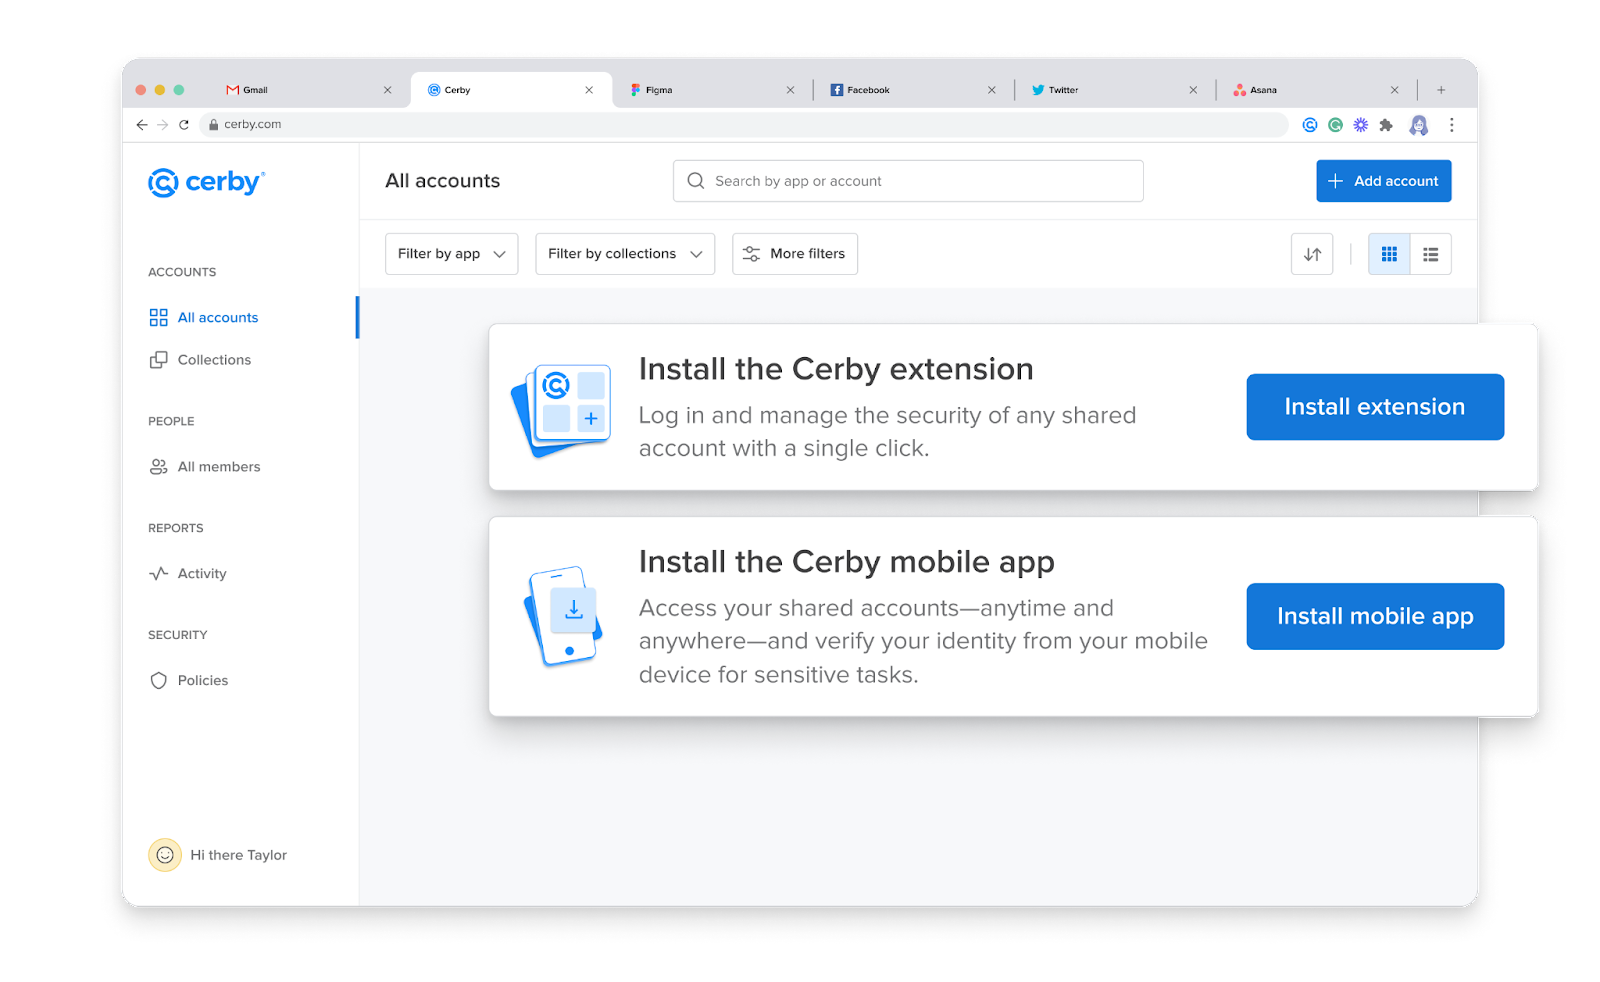 Gmail
Cerby
Figma
Facebook
Twitter
Asana
cerby.com
cerby®
All accounts
Search by app or account
Add account
Filter by app
Filter by collections
More filters
ACCOUNTS
All accounts
Collections
PEOPLE
All members
REPORTS
Activity
SECURITY
Policies
Hi there Taylor
Install the Cerby extension
Log in and manage the security of any shared
account with a single click.
Install extension
Install the Cerby mobile app
Access your shared accounts—anytime and
anywhere—and verify your identity from your mobile
device for sensitive tasks.
Install mobile app